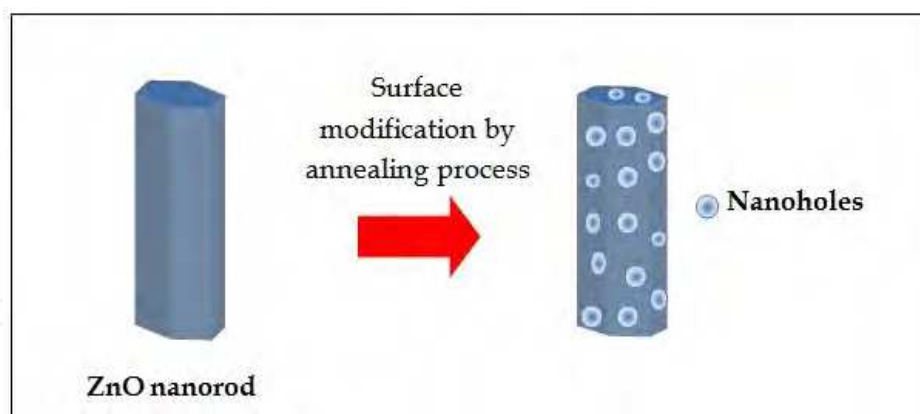 Surface
modification by
annealing process
Nanoholes
ZnO nanorod